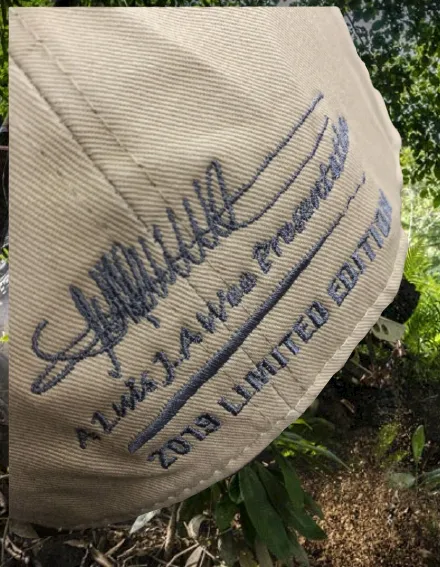 A Luis J.A Wee Presentation
2019 LIMITED EDITION